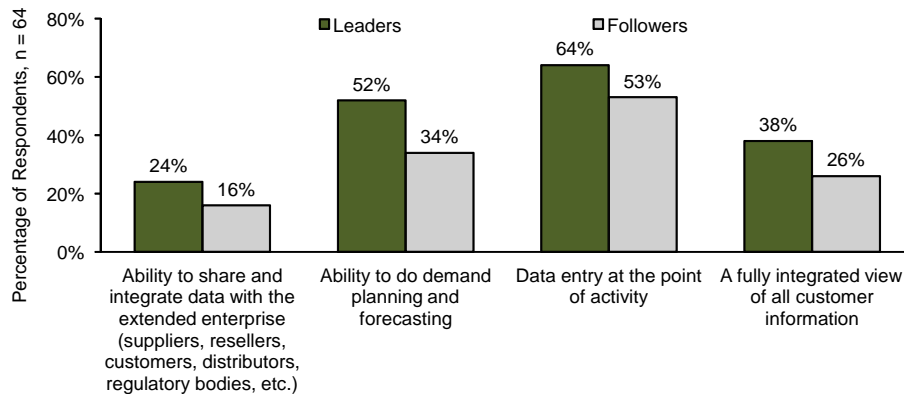 Percentage of Respondents, n = 64
80%
60%
40%
20%
0%
Leaders
Followers
24%
16%
52%
34%
64%
53%
38%
26%
Ability to share and
integrate data with the
extended enterprise
(suppliers, resellers,
customers, distributors,
regulatory bodies, etc.)
Ability to do demand
planning and
forecasting
Data entry at the point
of activity
A fully integrated view
of all customer
information